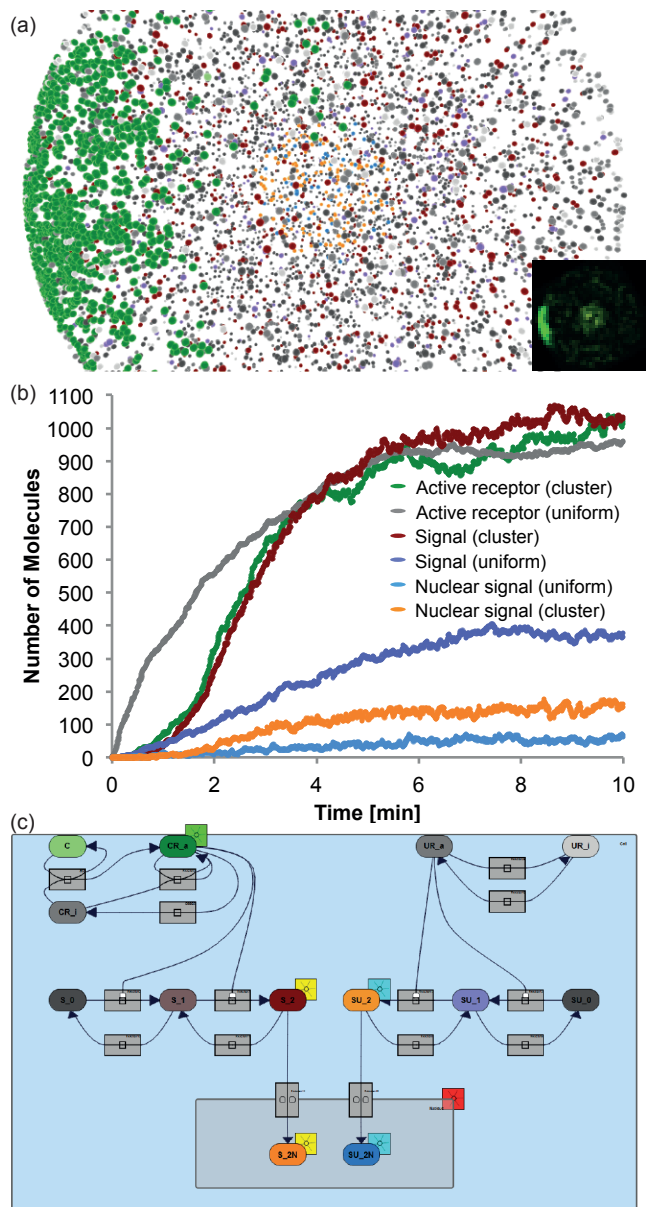 (a)
(b)
1100
1000
900
800
700
600
500
400
300
200
100
0
Number of Molecules
Active receptor (cluster)
Active receptor (uniform)
Signal (cluster)
Signal (uniform)
Nuclear signal (uniform)
Nuclear signal (cluster)
0 2 4 6 8 10
Time [min]
(c)
C CR_a UR_a UR_i
Cell
CR_i
S_0 S_1 S_2 SU_2 SU_1 SU_0
S_2N SU_2N